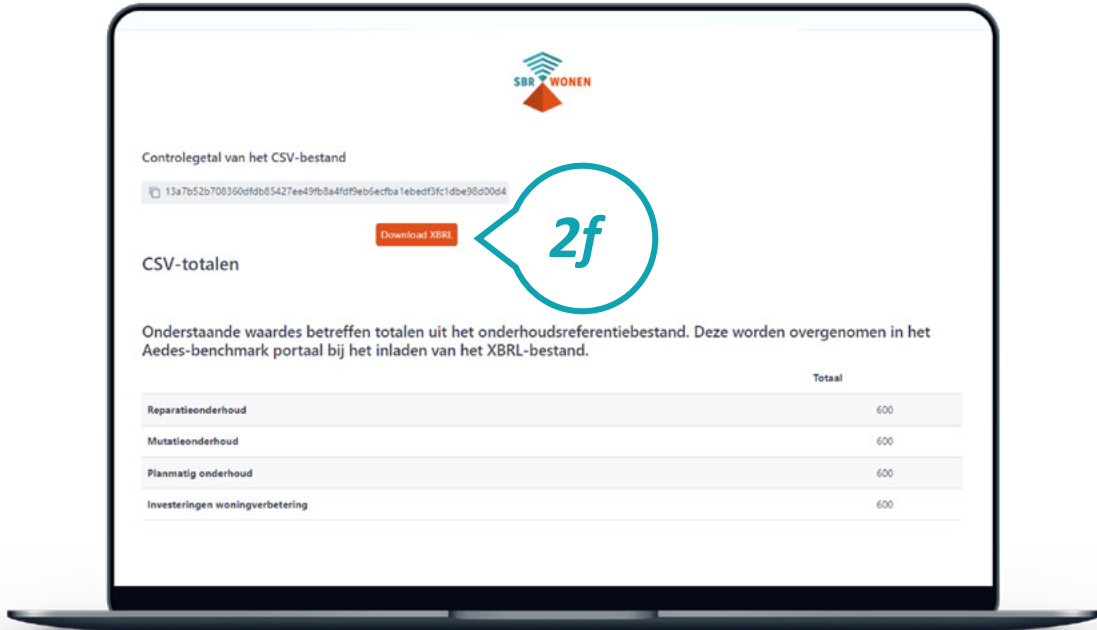 SBR WONEN
Controlegetal van het CSV-bestand
13a7b52b708360dfdb85427ee49fb8a4fdf9eb6ecfba1ebedf3fc1dbe98d00d4
Download XBRL
2f
CSV-totalen
Onderstaande waardes betreffen totalen uit het onderhoudsreferentiebestand. Deze worden overgenomen in het
Aedes-benchmark portaal bij het inladen van het XBRL-bestand.
Totaal
Reparatieonderhoud 600
Mutatieonderhoud 600
Planmatig onderhoud 600
Investeringen woningverbetering 600